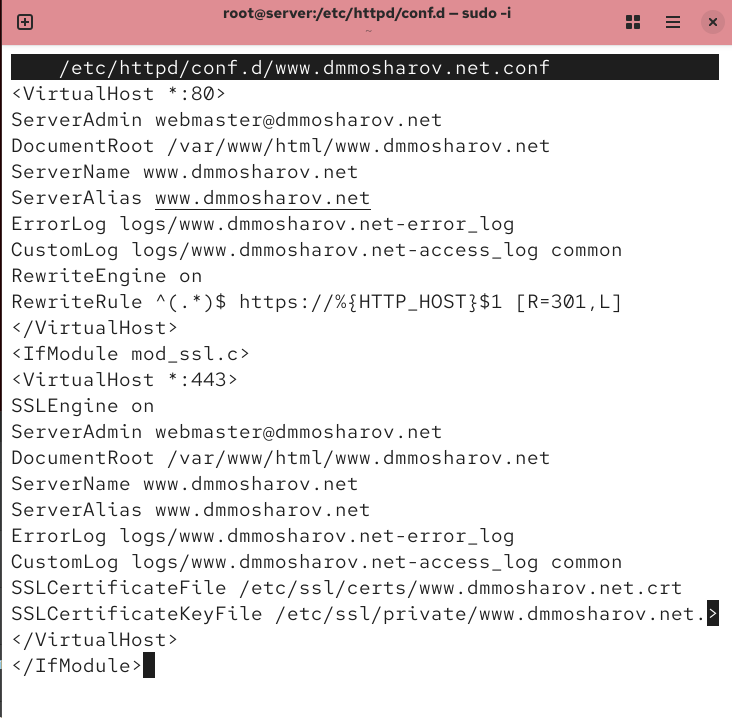 root@server:/etc/httpd/conf.d — sudo -i
~
/etc/httpd/conf.d/www.dmmosharov.net.conf
<VirtualHost *:80>
ServerAdmin webmaster@dmmosharov.net
DocumentRoot /var/www/html/www.dmmosharov.net
ServerName www.dmmosharov.net
ServerAlias www.dmmosharov.net
ErrorLog logs/www.dmmosharov.net-error_log
CustomLog logs/www.dmmosharov.net-access_log common
RewriteEngine on
RewriteRule ^(.*)$ https://%{HTTP_HOST}$1 [R=301,L]
</VirtualHost>
<IfModule mod_ssl.c>
<VirtualHost *:443>
SSLEngine on
ServerAdmin webmaster@dmmosharov.net
DocumentRoot /var/www/html/www.dmmosharov.net
ServerName www.dmmosharov.net
ServerAlias www.dmmosharov.net
ErrorLog logs/www.dmmosharov.net-error_log
CustomLog logs/www.dmmosharov.net-access_log common
SSLCertificateFile /etc/ssl/certs/www.dmmosharov.net.crt
SSLCertificateKeyFile /etc/ssl/private/www.dmmosharov.net.>
</VirtualHost>
</IfModule>